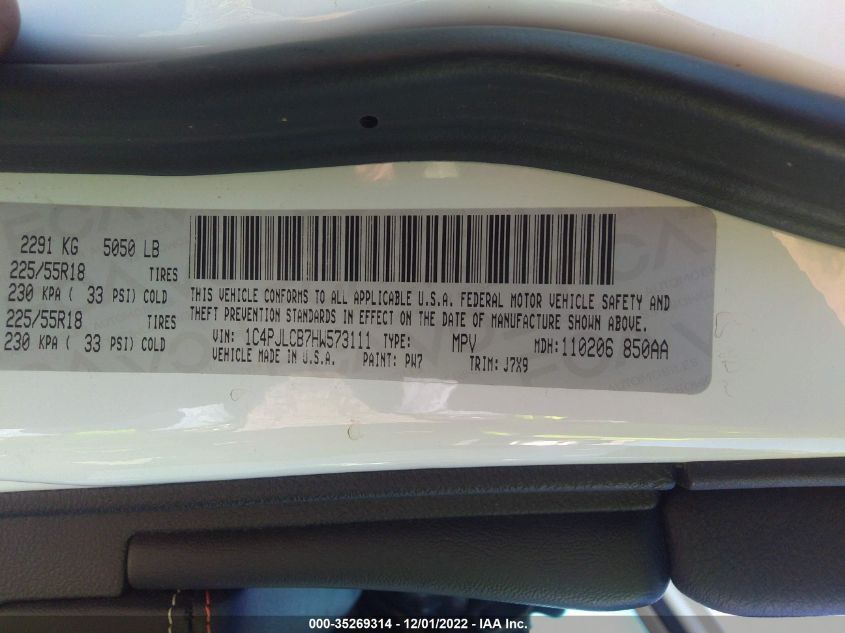 2291 KG 5050 LB
225/55R18 TIRES
230 KPA ( 33 PSI) COLD
225/55R18 TIRES
230 KPA ( 33 PSI) COLD
THIS VEHICLE CONFORMS TO ALL APPLICABLE U.S.A. FEDERAL MOTOR VEHICLE SAFETY AND
THEFT PREVENTION STANDARDS IN EFFECT ON THE DATE OF MANUFACTURE SHOWN ABOVE.
VIN: 1C4PJLCB7HW573111 TYPE: MPV MDH: 110206 850AA
VEHICLE MADE IN U.S.A. PAINT: PW7 TRIM: J7X9
000-35269314 - 12/01/2022 - IAA Inc.